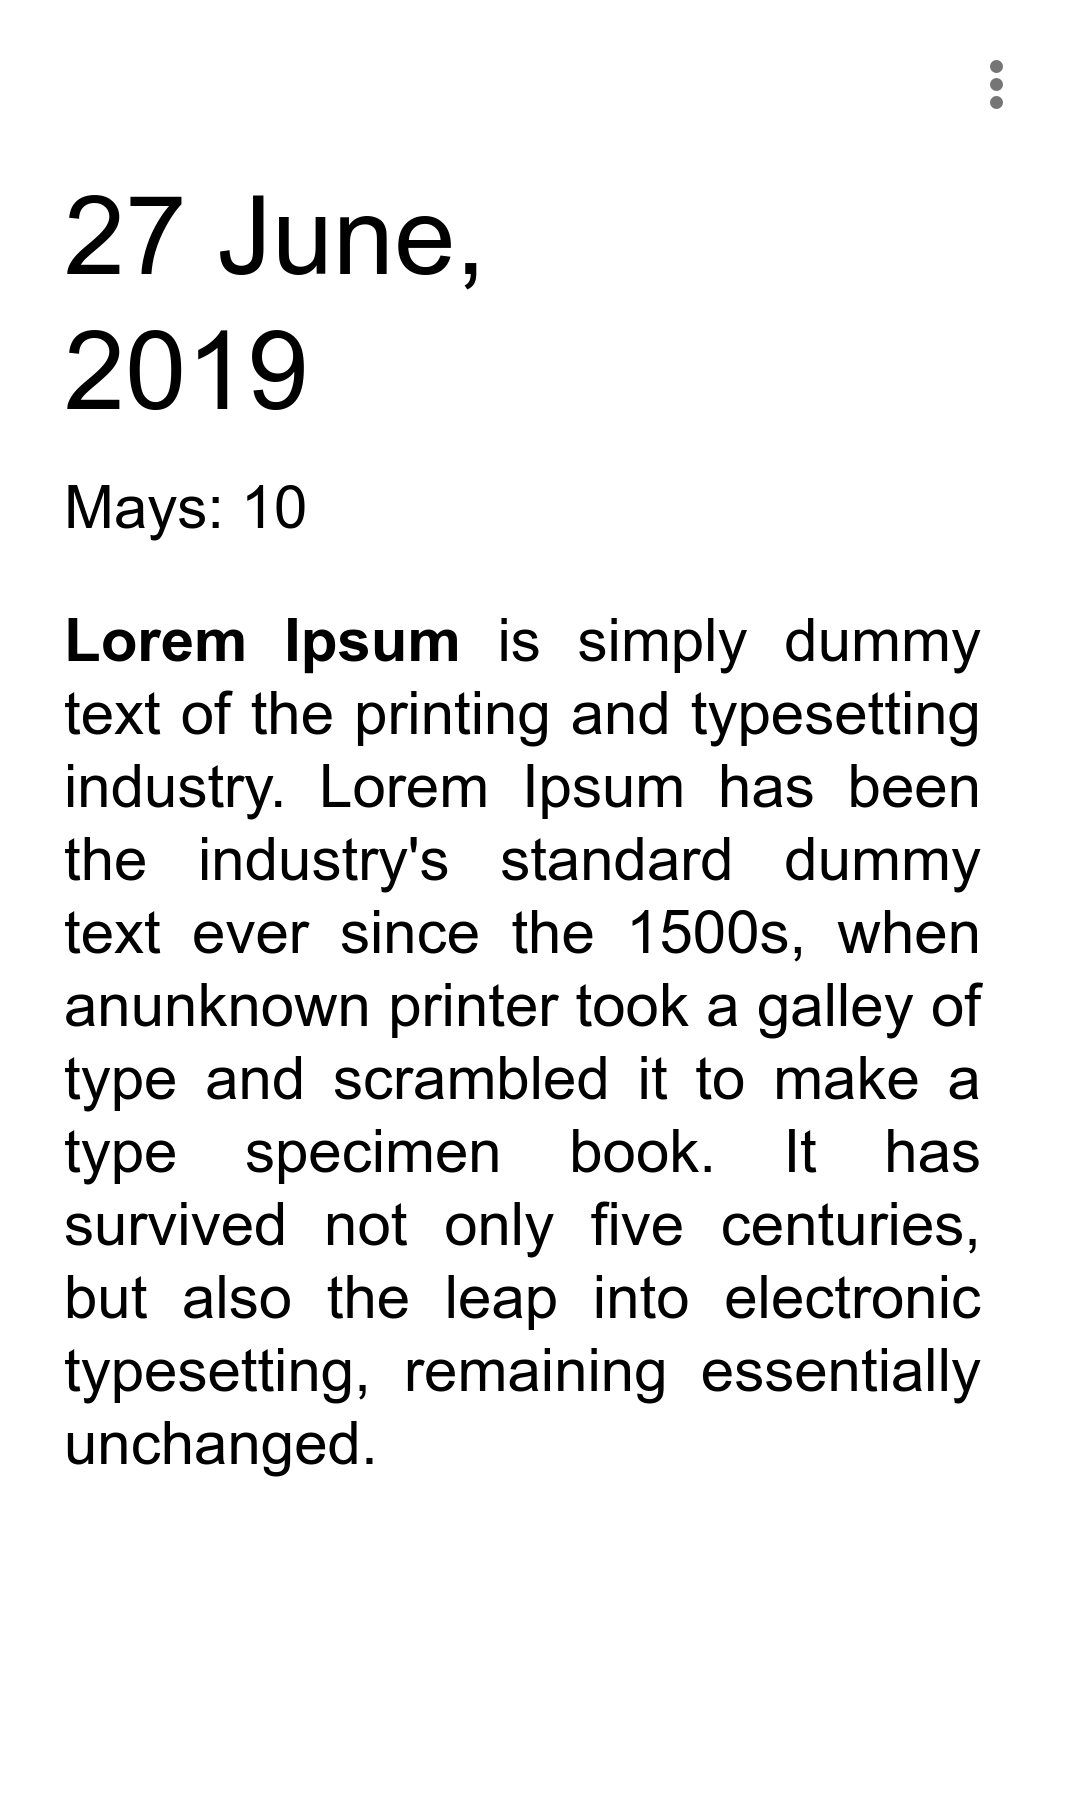 27 June,
2019
Mays: 10
Lorem Ipsum is simply dummy
text of the printing and typesetting
industry. Lorem Ipsum has been
the industry's standard dummy
text ever since the 1500s, when
anunknown printer took a galley of
type and scrambled it to make a
type specimen book. It has
survived not only five centuries,
but also the leap into electronic
typesetting, remaining essentially
unchanged.